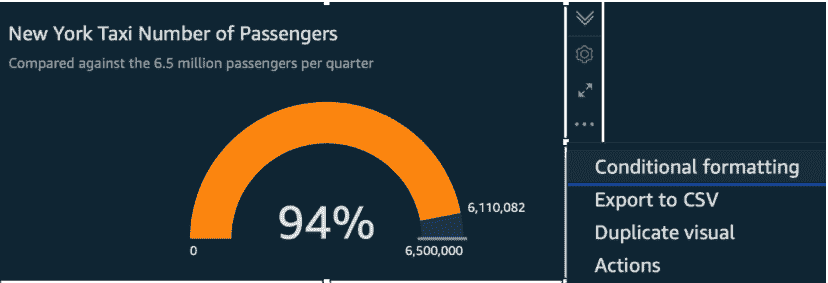 New York Taxi Number of Passengers
Compared against the 6.5 million passengers per quarter
94%
6,110,082
0
6,500,000
Conditional formatting
Export to CSV
Duplicate visual
Actions